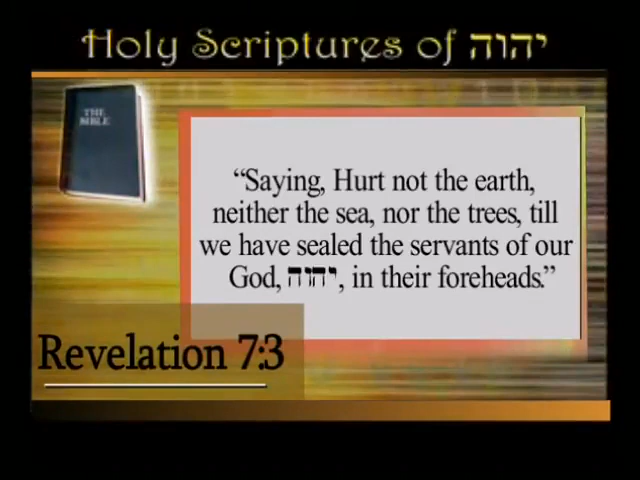 Holy Scriptures of יהוה
THE
BIBLE
“Saying, Hurt not the earth,
neither the sea, nor the trees, till
we have sealed the servants of our
God, יהוה, in their foreheads.”
Revelation 7:3